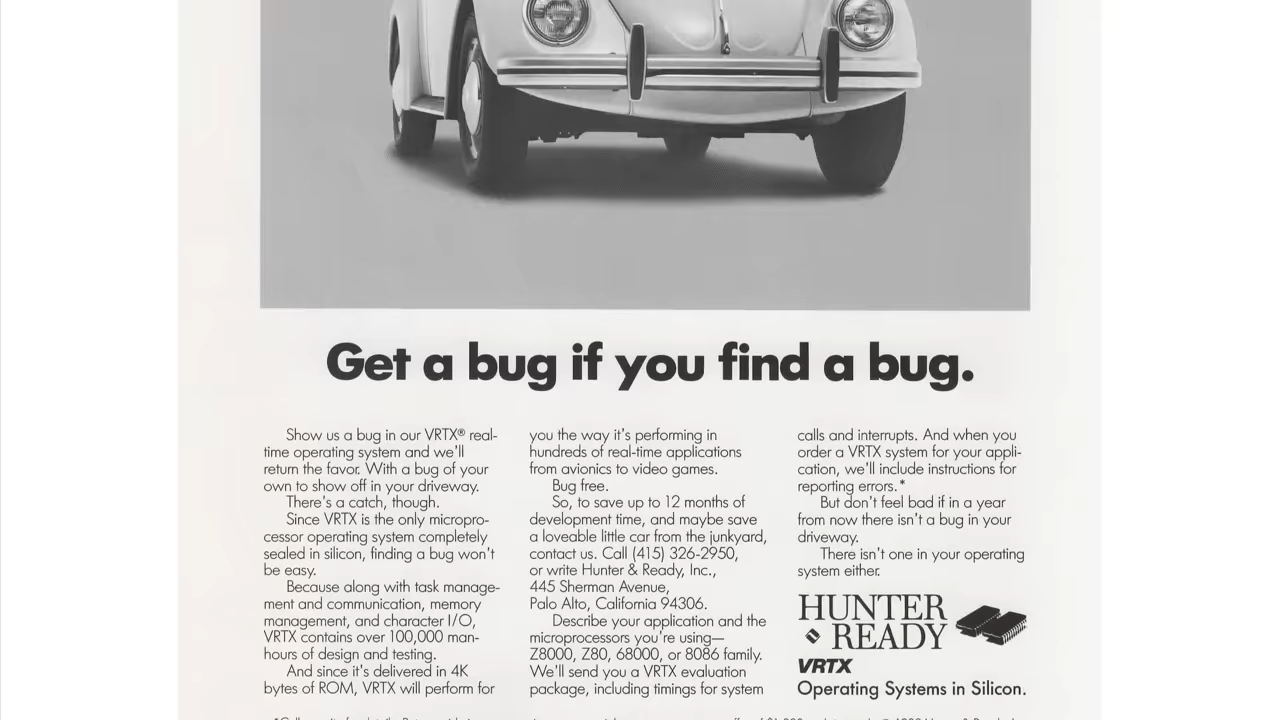 Get a bug if you find a bug.
Show us a bug in our VRTX® real-
time operating system and we'll
return the favor. With a bug of your
own to show off in your driveway.
There's a catch, though.
Since VRTX is the only micropro-
cessor operating system completely
sealed in silicon, finding a bug won't
be easy.
Because along with task manage-
ment and communication, memory
management, and character I/O,
VRTX contains over 100,000 man-
hours of design and testing.
And since it's delivered in 4K
bytes of ROM, VRTX will perform for
you the way it's performing in
hundreds of real-time applications
from avionics to video games.
Bug free.
So, to save up to 12 months of
development time, and maybe save
a loveable little car from the junkyard,
contact us. Call (415) 326-2950,
or write Hunter & Ready, Inc.,
445 Sherman Avenue,
Palo Alto, California 94306.
Describe your application and the
microprocessors you're using—
Z8000, Z80, 68000, or 8086 family.
We'll send you a VRTX evaluation
package, including timings for system
calls and interrupts. And when you
order a VRTX system for your appli-
cation, we'll include instructions for
reporting errors.*
But don't feel bad if in a year
from now there isn't a bug in your
driveway.
There isn't one in your operating
system either.
HUNTER
READY
VRTX
Operating Systems in Silicon.